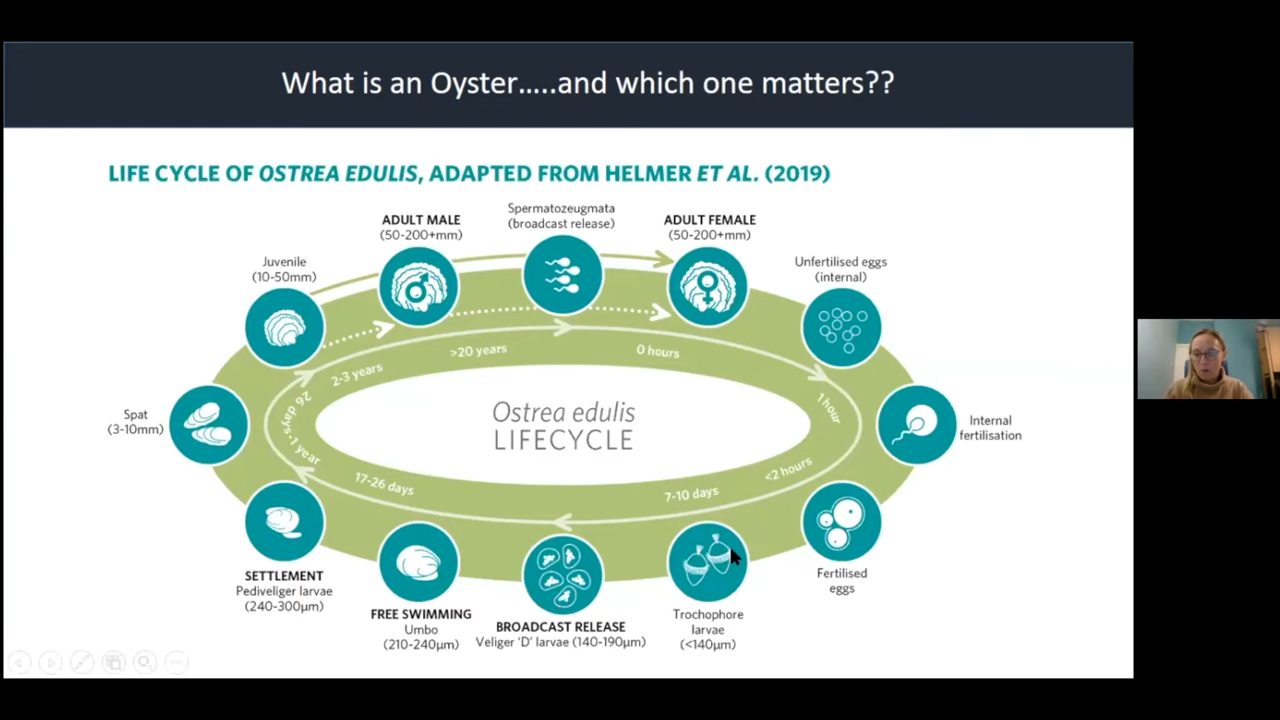 What is an Oyster.....and which one matters??
LIFE CYCLE OF OSTREA EDULIS, ADAPTED FROM HELMER ET AL. (2019)
Spermatozeugmata
(broadcast release)
ADULT MALE
(50-200+mm)
ADULT FEMALE
(50-200+mm)
Juvenile
(10-50mm)
Unfertilised eggs
(internal)
>20 years
0 hours
2-3 years
26 days-1 year
1 hour
Spat
(3-10mm)
Ostrea edulis
LIFECYCLE
Internal
fertilisation
17-26 days
7-10 days
<2 hours
SETTLEMENT
Pediveliger larvae
(240-300µm)
FREE SWIMMING
Umbo
(210-240µm)
BROADCAST RELEASE
Veliger 'D' larvae (140-190µm)
Trochophore
larvae
(<140µm)
Fertilised
eggs